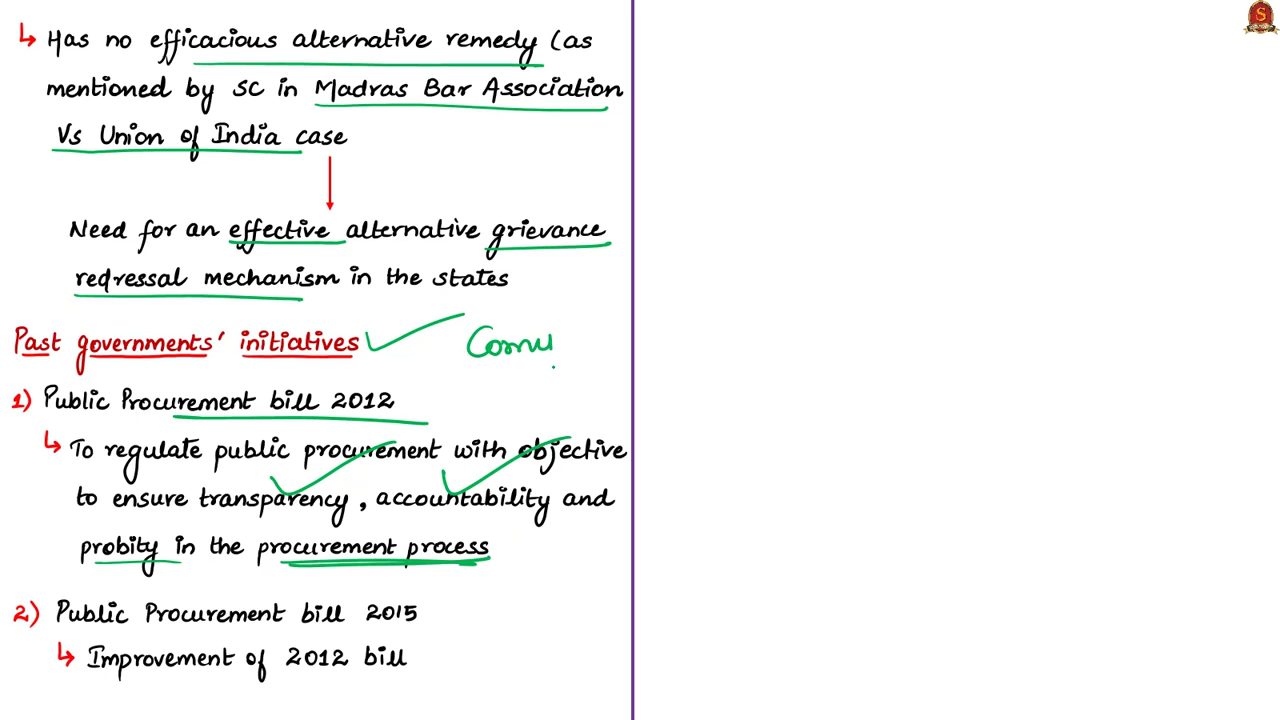 ↳ Has no efficacious alternative remedy (as
mentioned by SC in Madras Bar Association
Vs Union of India case
Need for an effective alternative grievance
redressal mechanism in the states
Past governments' initiatives
1) Public Procurement bill 2012
↳ To regulate public procurement with objective
to ensure transparency, accountability and
probity in the procurement process
2) Public Procurement bill 2015
↳ Improvement of 2012 bill